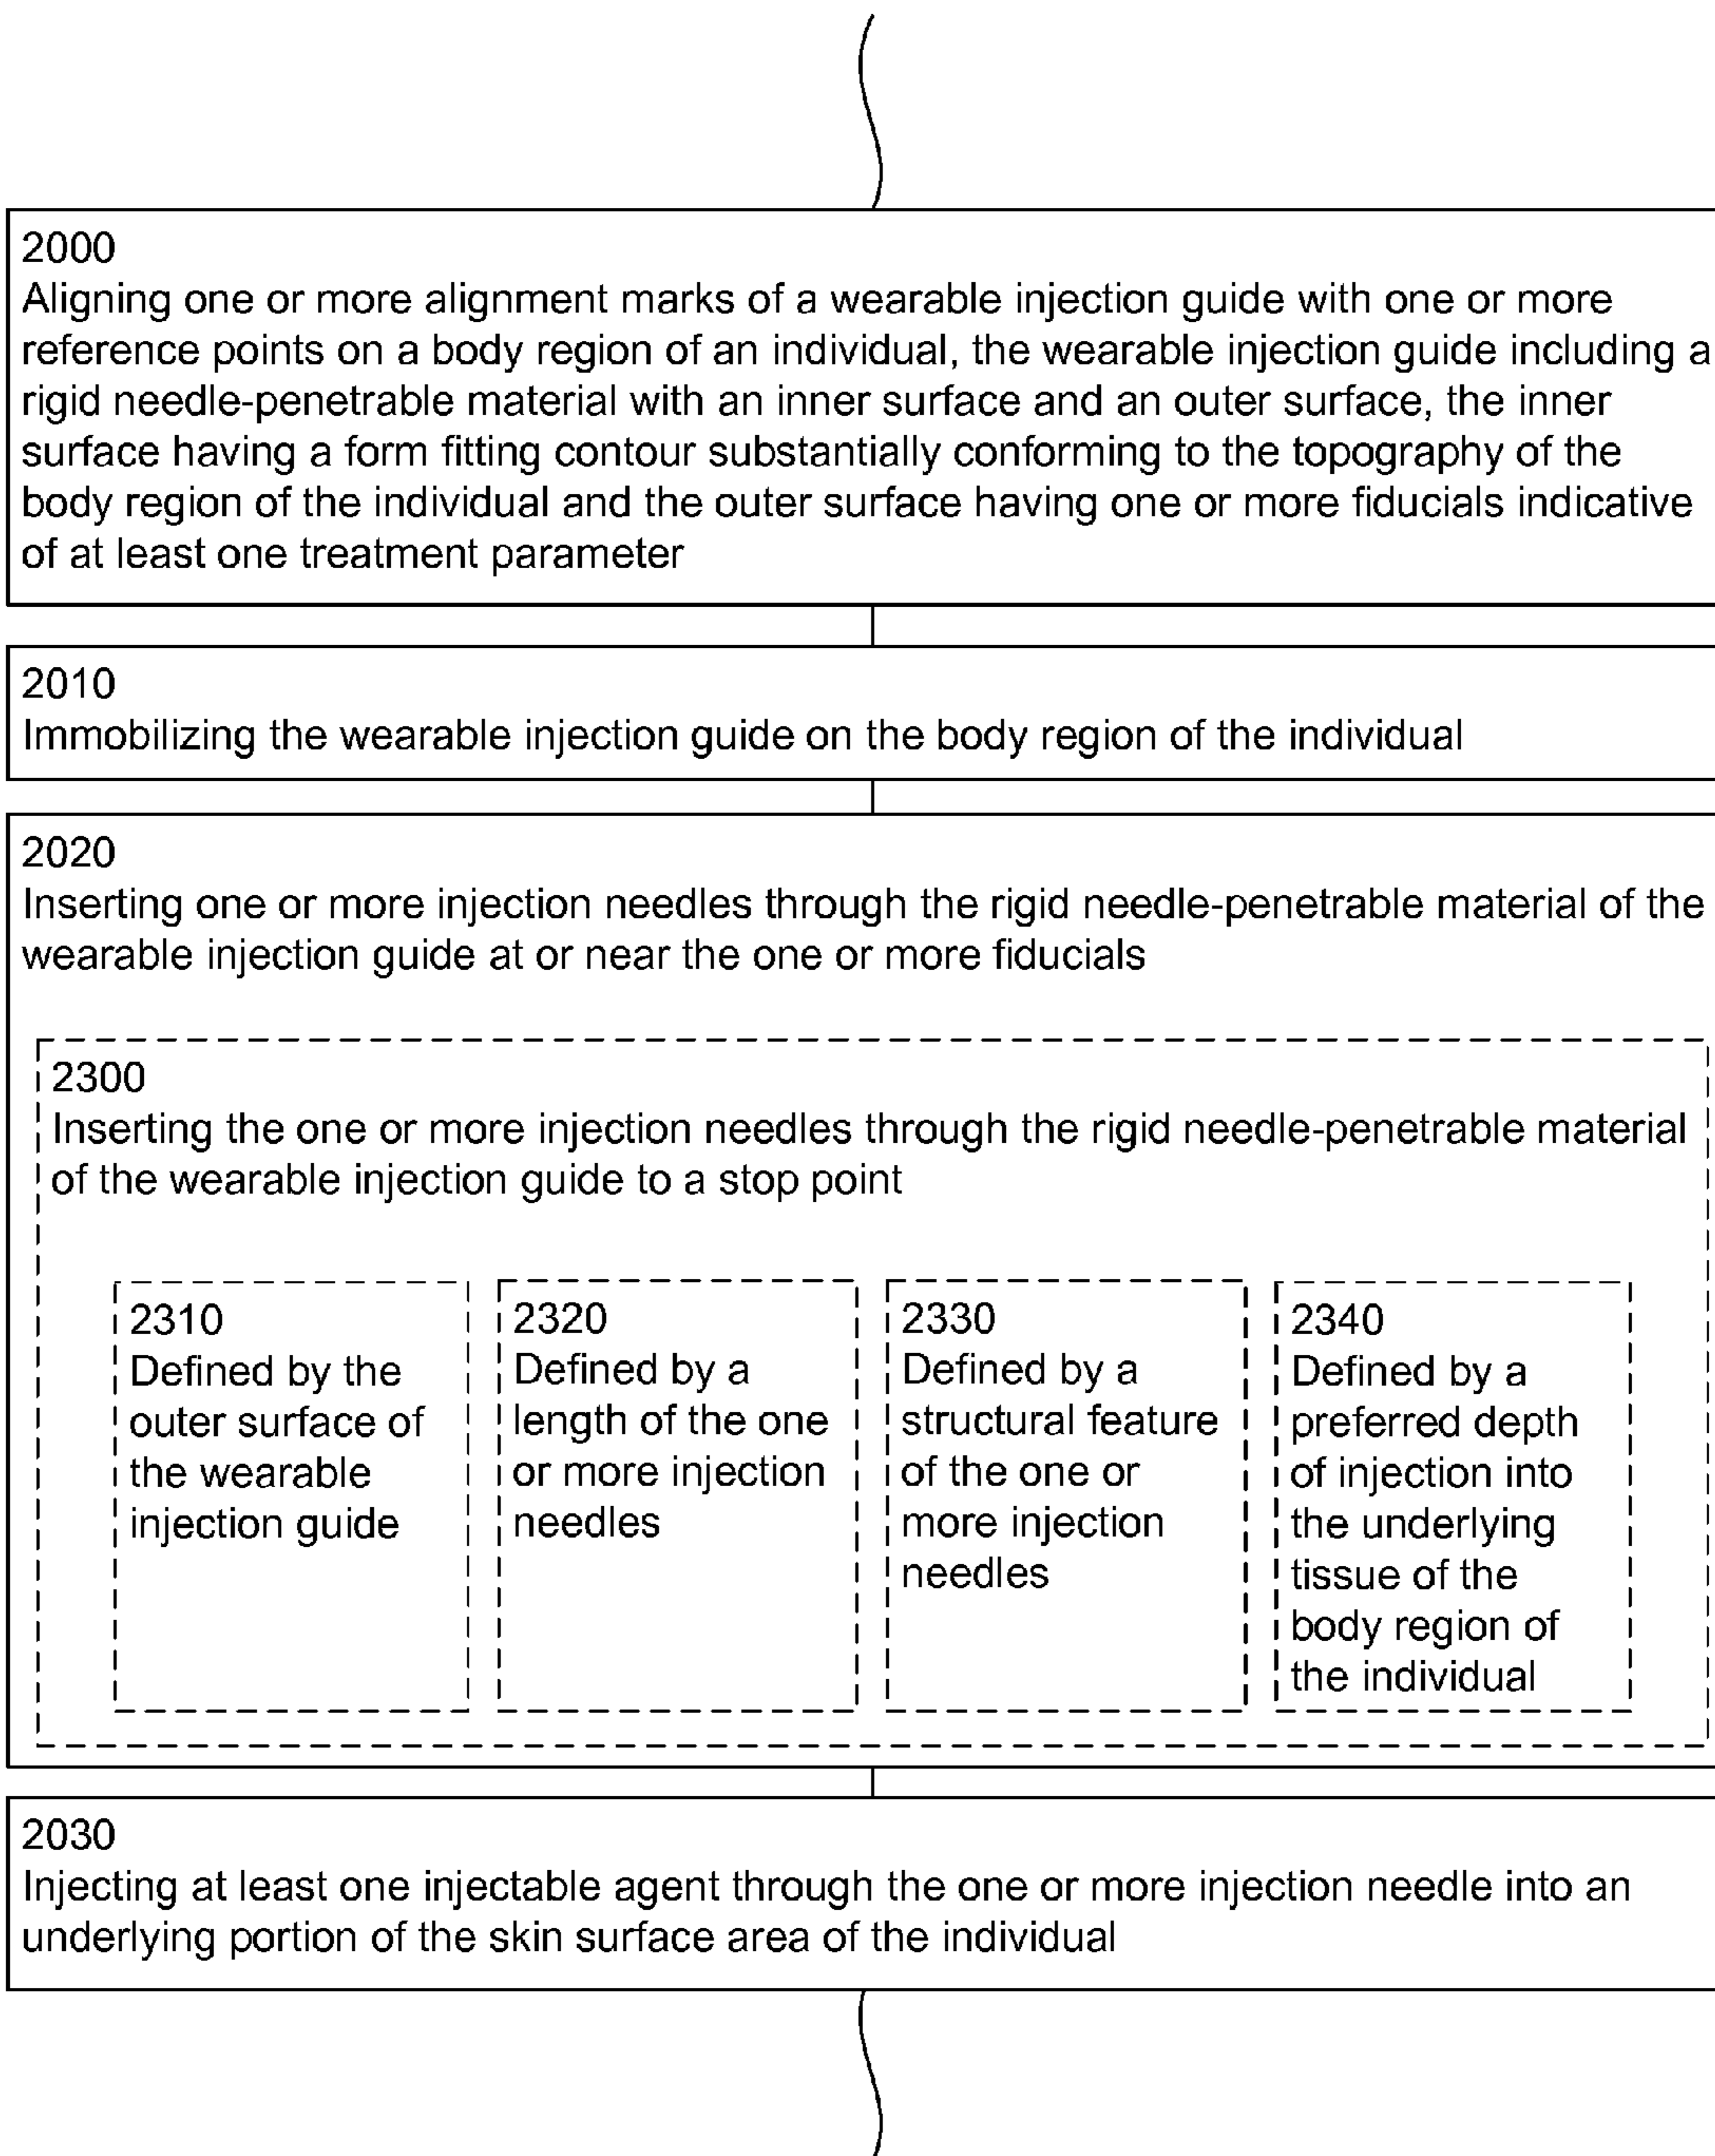 2000
Aligning one or more alignment marks of a wearable injection guide with one or more
reference points on a body region of an individual, the wearable injection guide including a
rigid needle-penetrable material with an inner surface and an outer surface, the inner
surface having a form fitting contour substantially conforming to the topography of the
body region of the individual and the outer surface having one or more fiducials indicative
of at least one treatment parameter
2010
Immobilizing the wearable injection guide on the body region of the individual
2020
Inserting one or more injection needles through the rigid needle-penetrable material of the
wearable injection guide at or near the one or more fiducials
2300
Inserting the one or more injection needles through the rigid needle-penetrable material
of the wearable injection guide to a stop point
2310
Defined by the
outer surface of
the wearable
injection guide
2320
Defined by a
length of the one
or more injection
needles
2330
Defined by a
structural feature
of the one or
more injection
needles
2340
Defined by a
preferred depth
of injection into
the underlying
tissue of the
body region of
the individual
2030
Injecting at least one injectable agent through the one or more injection needle into an
underlying portion of the skin surface area of the individual